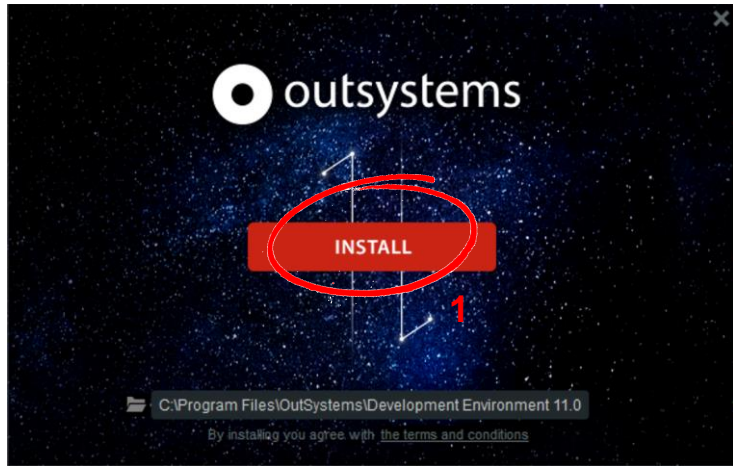 outsystems
INSTALL
1
C:\Program Files\OutSystems\Development Environment 11.0
By installing you agree with the terms and conditions